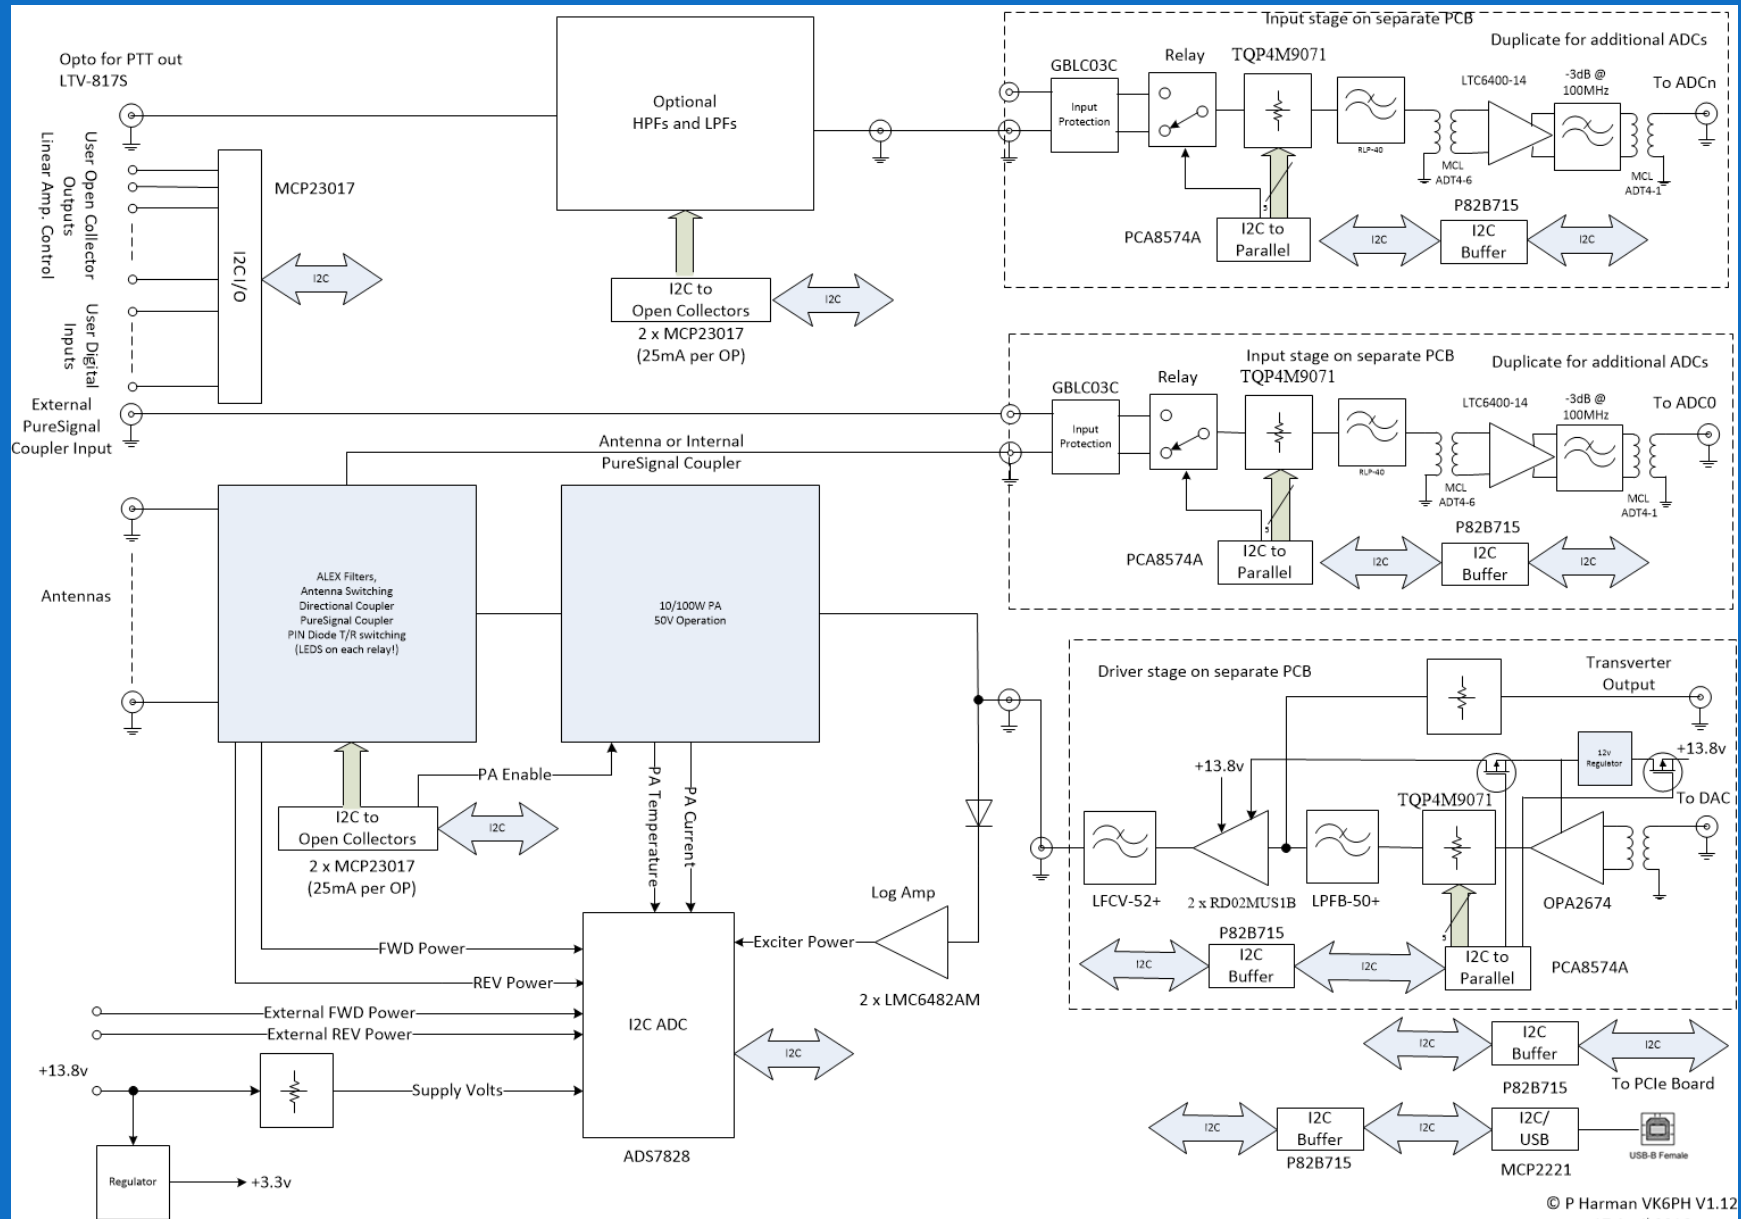 Opto for PTT out
LTV-817S
User Open Collector
Outputs
Linear Amp. Control
User Digital
Inputs
I2C I/O
MCP23017
I2C
Optional
HPFs and LPFs
I2C to
Open Collectors
I2C
2 x MCP23017
(25mA per OP)
Input stage on separate PCB
Duplicate for additional ADCs
GBLC03C
Input
Protection
Relay
TQP4M9071
RLP-40
LTC6400-14
-3dB @
100MHz
To ADCn
MCL
ADT4-6
MCL
ADT4-1
5
PCA8574A
I2C to
Parallel
I2C
P82B715
I2C
Buffer
I2C
Input stage on separate PCB
Duplicate for additional ADCs
GBLC03C
Input
Protection
Relay
TQP4M9071
RLP-40
LTC6400-14
-3dB @
100MHz
To ADC0
MCL
ADT4-6
MCL
ADT4-1
5
PCA8574A
I2C to
Parallel
I2C
P82B715
I2C
Buffer
I2C
External
PureSignal
Coupler Input
Antenna or Internal
PureSignal Coupler
Antennas
ALEX Filters,
Antenna Switching
Directional Coupler
PureSignal Coupler
PIN Diode T/R switching
(LEDS on each relay!)
10/100W PA
50V Operation
PA Enable
PA Temperature
PA Current
I2C to
Open Collectors
I2C
2 x MCP23017
(25mA per OP)
Driver stage on separate PCB
Transverter
Output
+13.8v
12v
Regulator
+13.8v
To DAC
TQP4M9071
LFCV-52+
2 x RD02MUS1B
LPFB-50+
OPA2674
5
P82B715
I2C
I2C
Buffer
I2C
I2C to
Parallel
PCA8574A
Log Amp
2 x LMC6482AM
Exciter Power
FWD Power
REV Power
External FWD Power
External REV Power
+13.8v
Supply Volts
I2C ADC
I2C
ADS7828
Regulator
+3.3v
I2C
I2C
Buffer
I2C
P82B715
To PCIe Board
I2C
I2C
Buffer
P82B715
I2C
I2C/
USB
MCP2221
USB-B Female
© P Harman VK6PH V1.12